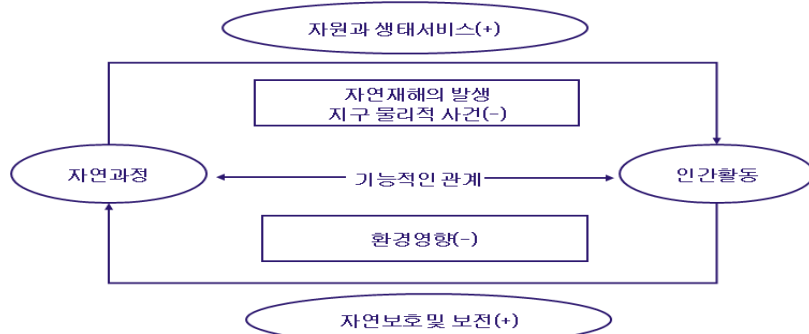 자원과 생태서비스(+)
자연재해의 발생
지구 물리적 사건(-)
자연과정
기능적인 관계
인간활동
환경영향(-)
자연보호 및 보전(+)